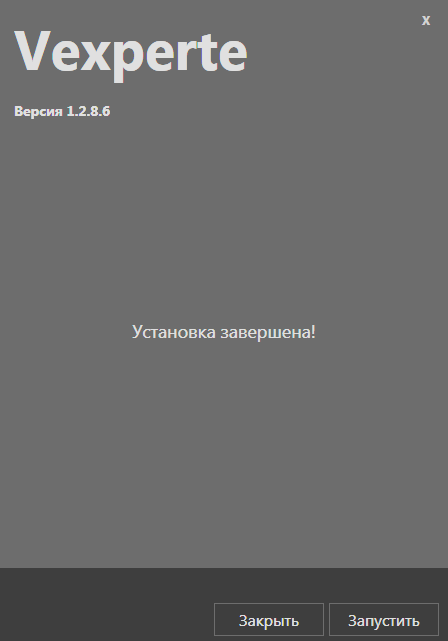 x
Vexperte
Версия 1.2.8.6
Установка завершена!
Закрыть Запустить